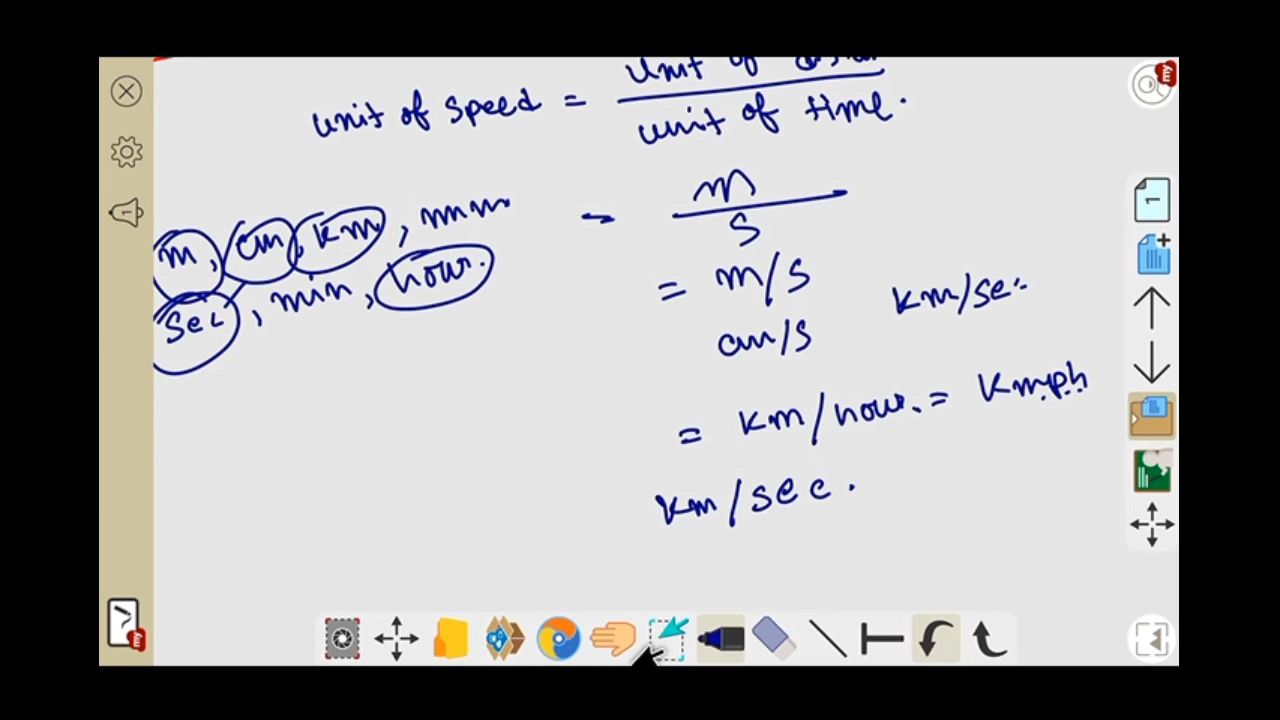 unit of
unit of speed =
unit of time.
m, cm, km, mm
sec, min, hour.
- m
s
= m/s
cm/s
km/sec
= km/hour. = Kmph
km/sec.